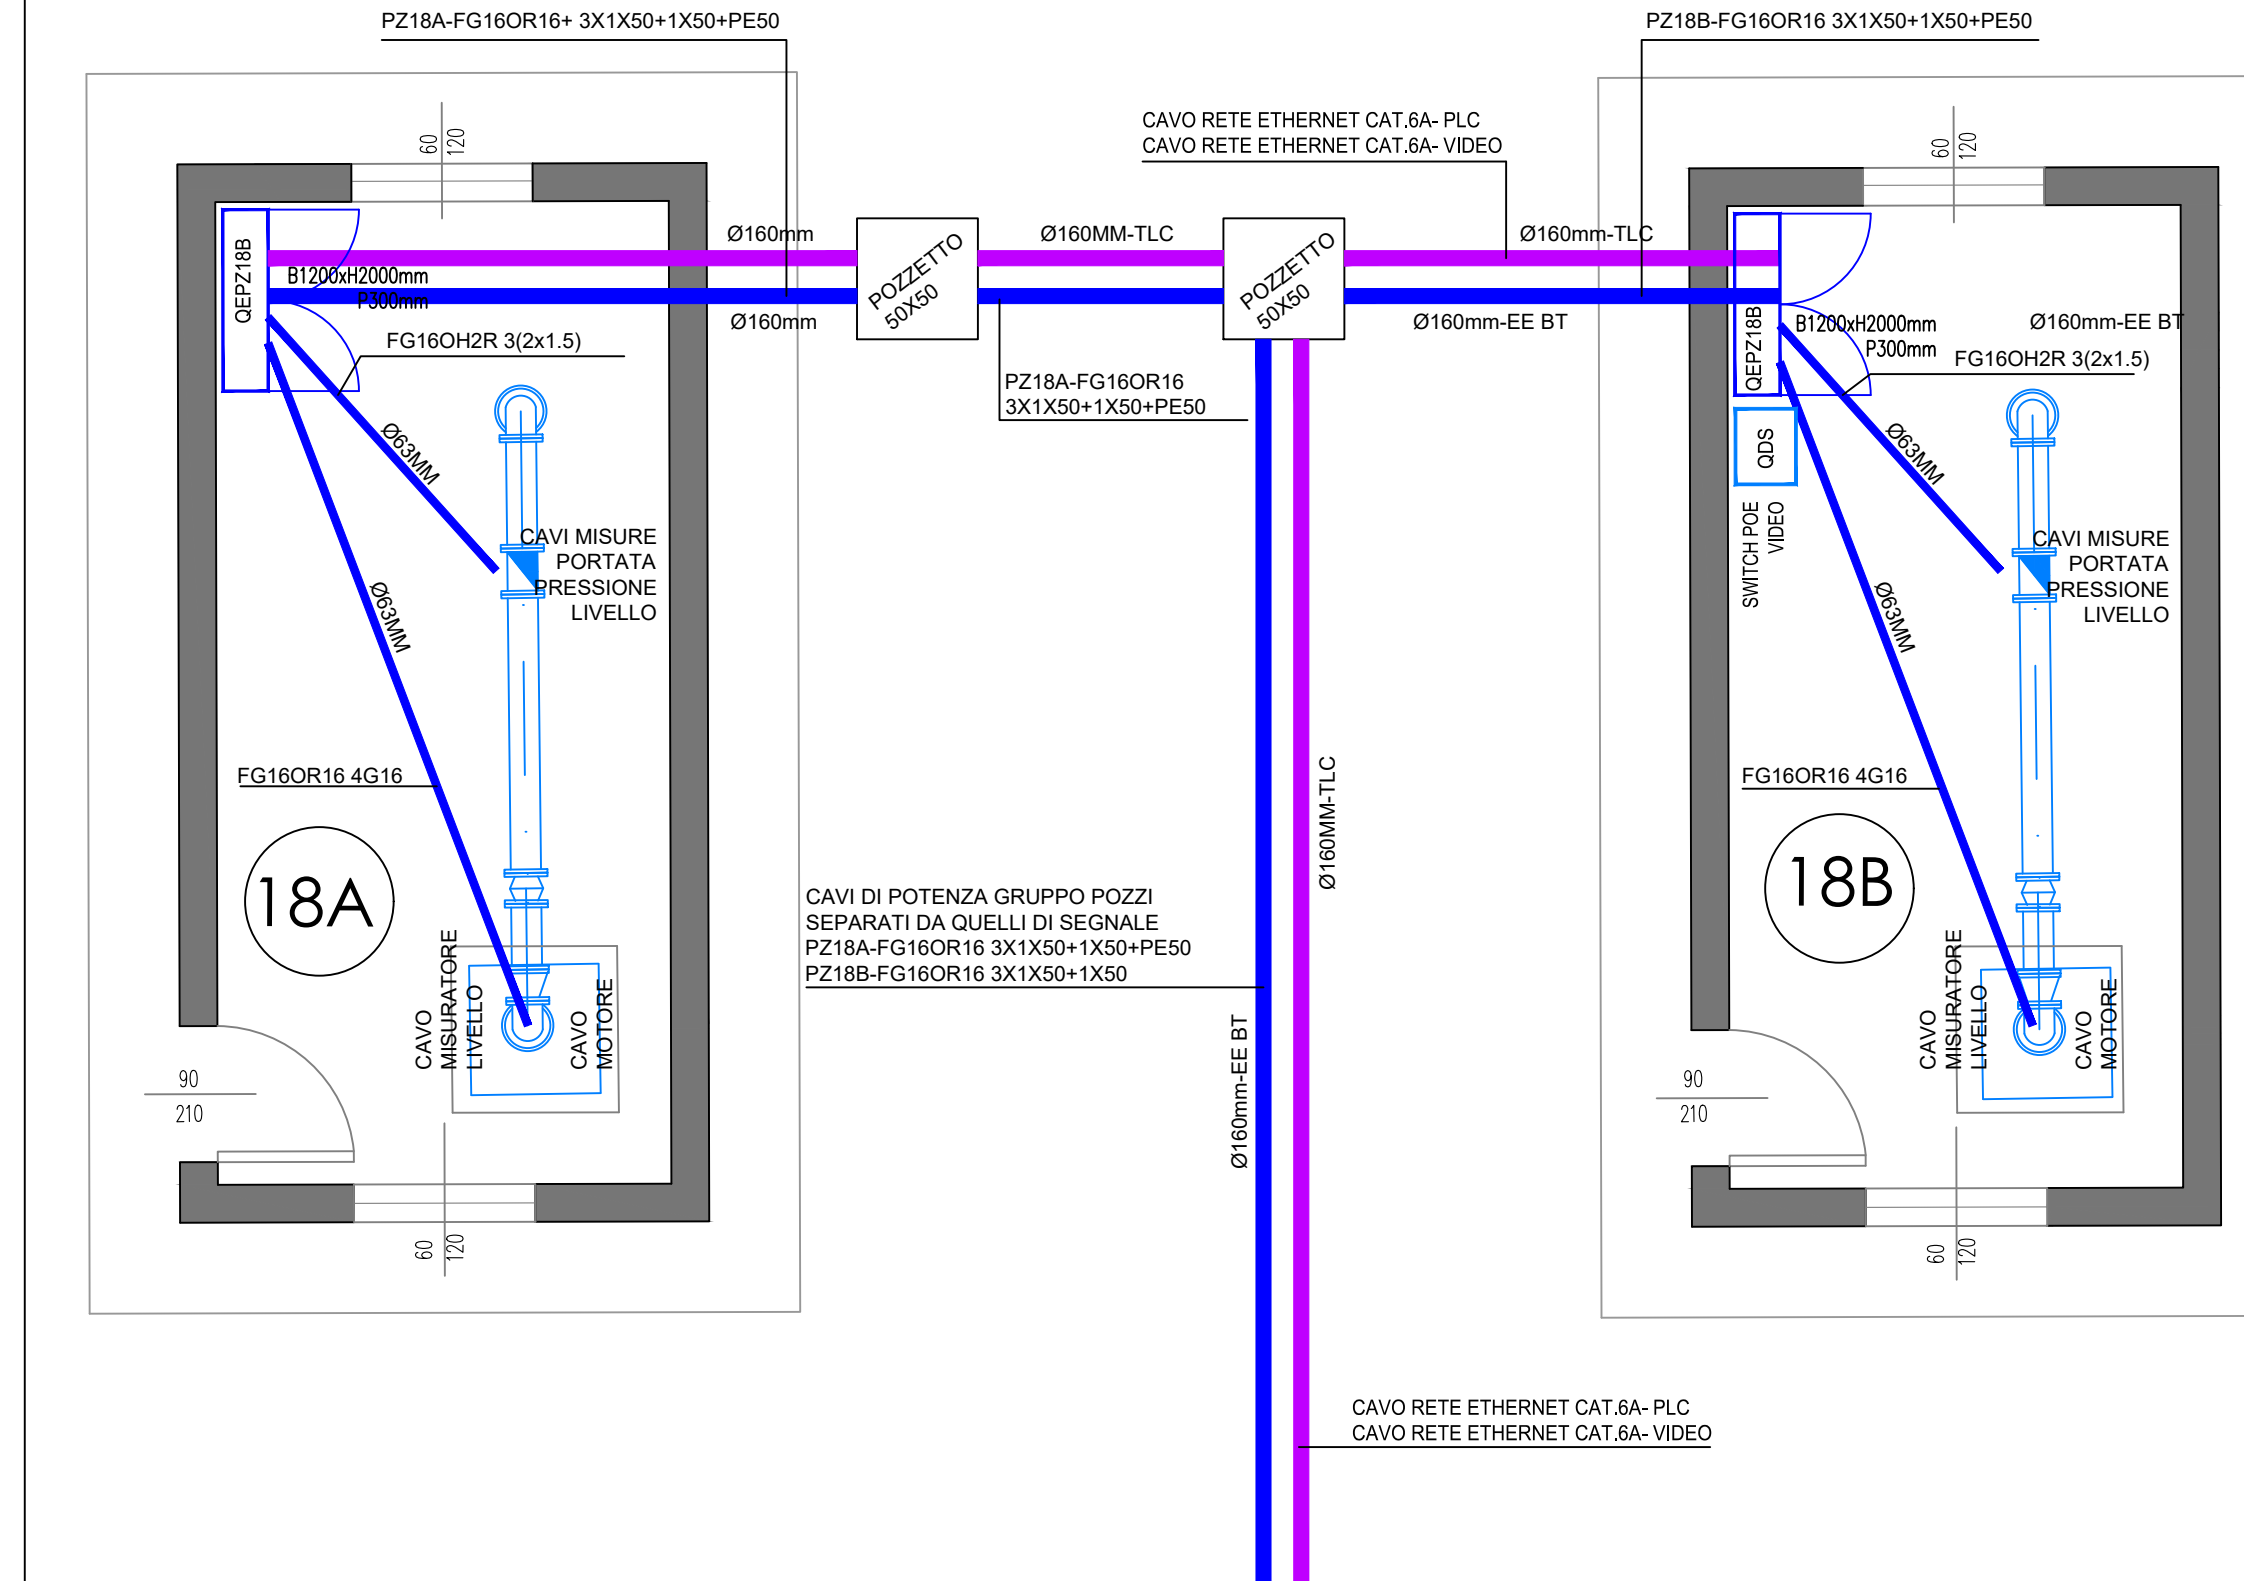 PZ18A-FG16OR16+ 3X1X50+1X50+PE50
PZ18B-FG16OR16 3X1X50+1X50+PE50
CAVO RETE ETHERNET CAT.6A- PLC
CAVO RETE ETHERNET CAT.6A- VIDEO
60
120
60
120
Ø160mm
Ø160MM-TLC
Ø160mm-TLC
QEPZ18B
B1200xH2000mm
P300mm
Ø160mm
POZZETTO
50X50
POZZETTO
50X50
Ø160mm-EE BT
QEPZ18B
B1200xH2000mm
P300mm
Ø160mm-EE BT
FG16OH2R 3(2x1.5)
FG16OH2R 3(2x1.5)
PZ18A-FG16OR16
3X1X50+1X50+PE50
Ø63MM
Ø63MM
QDS
SWITCH POE
VIDEO
CAVI MISURE
PORTATA
PRESSIONE
LIVELLO
CAVI MISURE
PORTATA
PRESSIONE
LIVELLO
Ø63MM
Ø63MM
FG16OR16 4G16
FG16OR16 4G16
Ø160MM-TLC
18A
18B
CAVI DI POTENZA GRUPPO POZZI
SEPARATI DA QUELLI DI SEGNALE
PZ18A-FG16OR16 3X1X50+1X50+PE50
PZ18B-FG16OR16 3X1X50+1X50
CAVO
MISURATORE
LIVELLO
CAVO
MOTORE
CAVO
MISURATORE
LIVELLO
CAVO
MOTORE
Ø160mm-EE BT
90
210
90
210
60
120
60
120
CAVO RETE ETHERNET CAT.6A- PLC
CAVO RETE ETHERNET CAT.6A- VIDEO